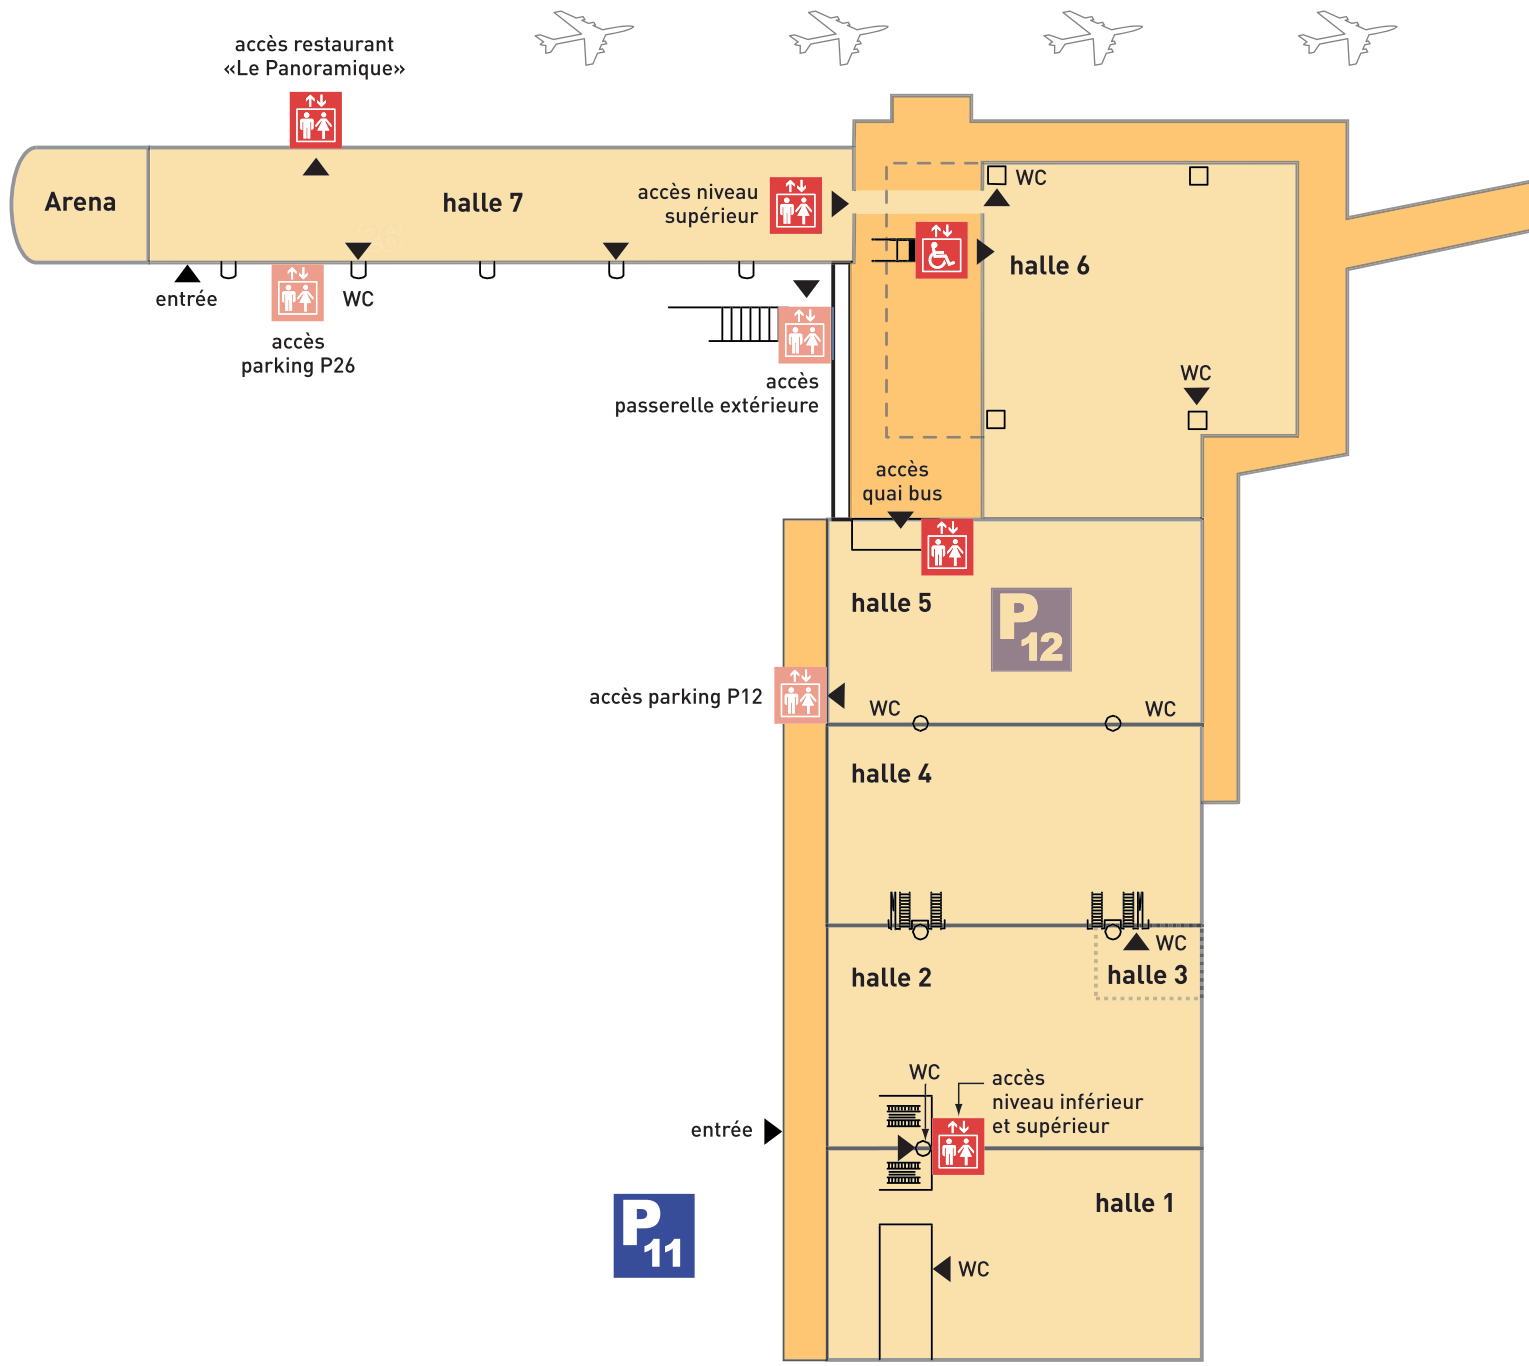 accès restaurant
«Le Panoramique»
Arena
halle 7
accès niveau
supérieur
WC
halle 6
entrée
WC
accès
parking P26
accès
passerelle extérieure
WC
accès
quai bus
halle 5
P
12
accès parking P12
WC
WC
halle 4
WC
halle 2
halle 3
WC
accès
niveau inférieur
et supérieur
entrée
halle 1
P
11
WC